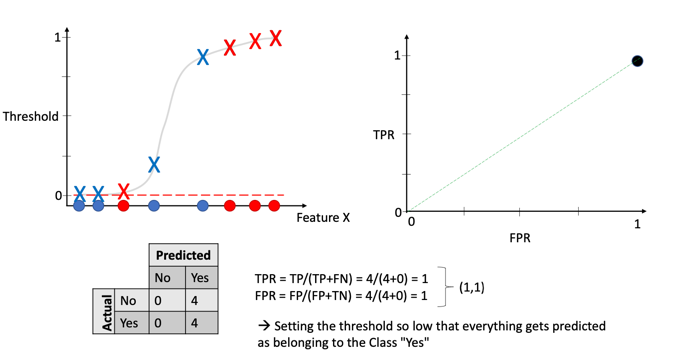 1
Threshold
0
Feature X
1
TPR
0
0
1
FPR
Predicted
No Yes
Actual
No 0 4
Yes 0 4
TPR = TP/(TP+FN) = 4/(4+0) = 1
FPR = FP/(FP+TN) = 4/(4+0) = 1
(1,1)
→ Setting the threshold so low that everything gets predicted
as belonging to the Class "Yes"